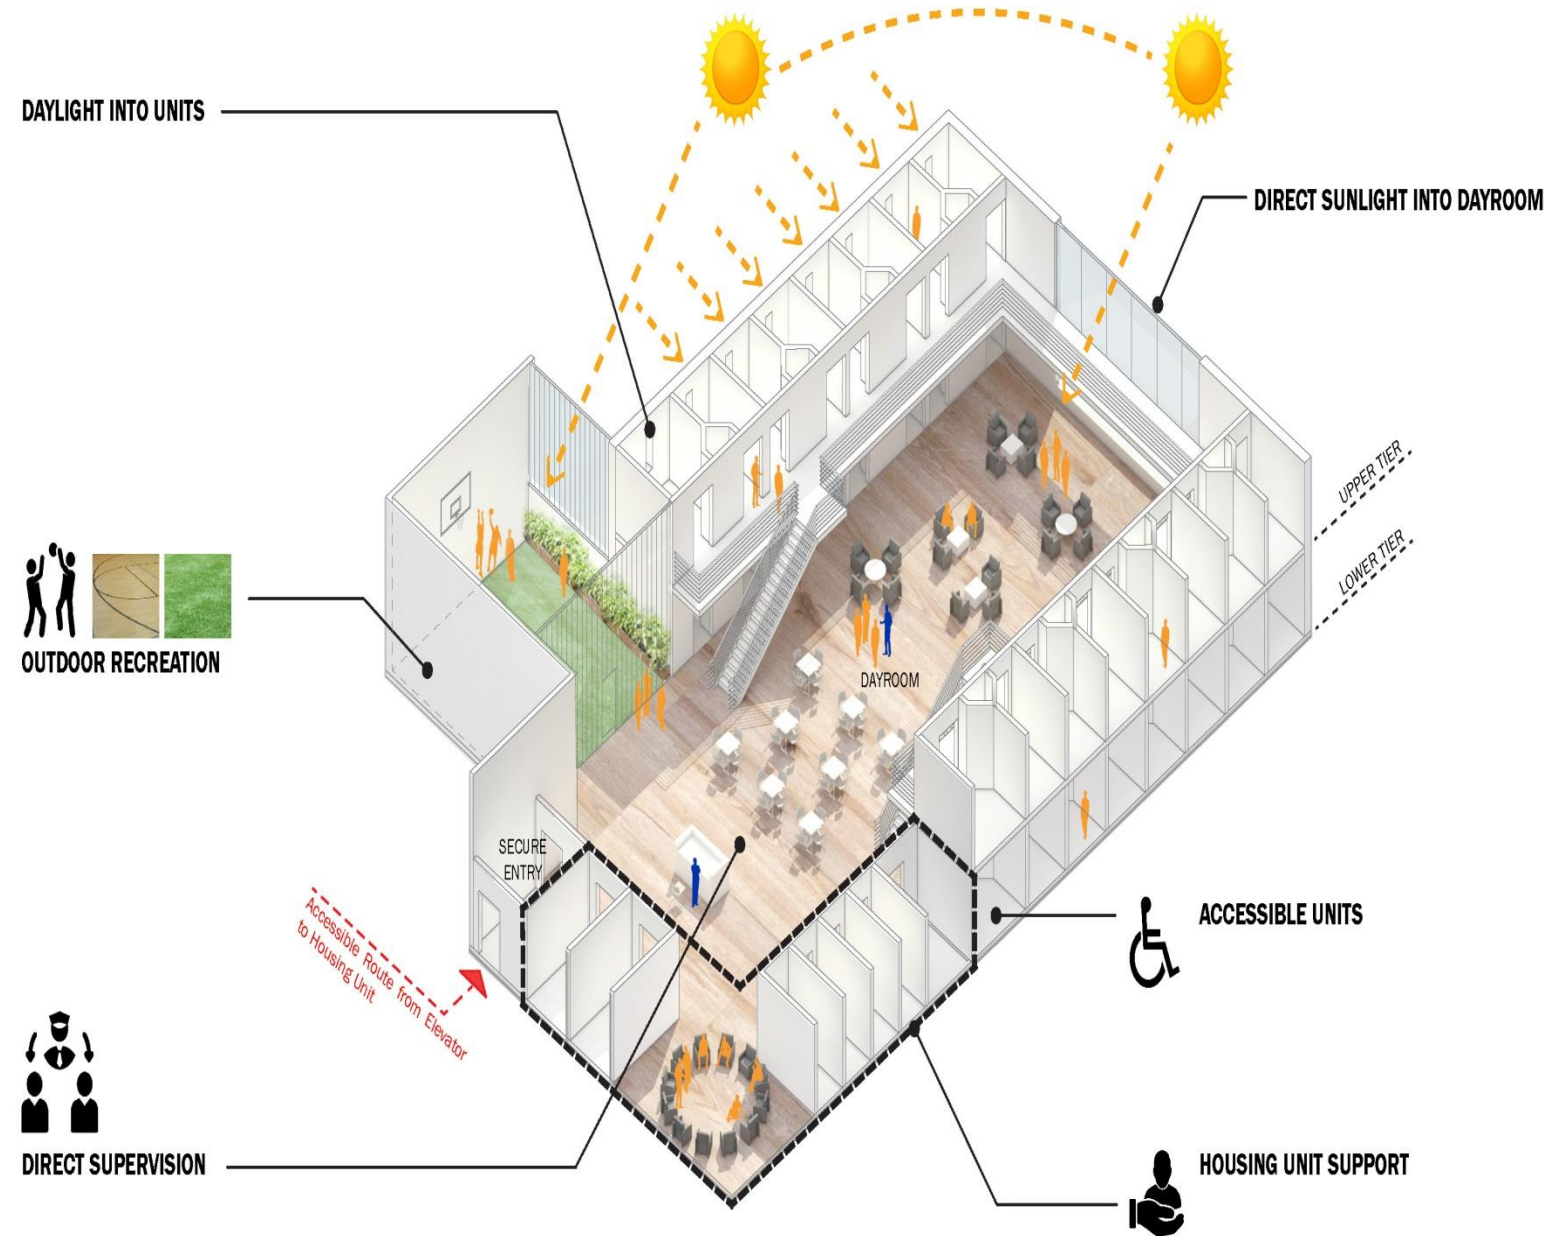 DAYLIGHT INTO UNITS
DIRECT SUNLIGHT INTO DAYROOM
UPPER TIER
LOWER TIER
OUTDOOR RECREATION
DAYROOM
SECURE
ENTRY
Accessible Route from Elevator
to Housing Unit
ACCESSIBLE UNITS
DIRECT SUPERVISION
HOUSING UNIT SUPPORT